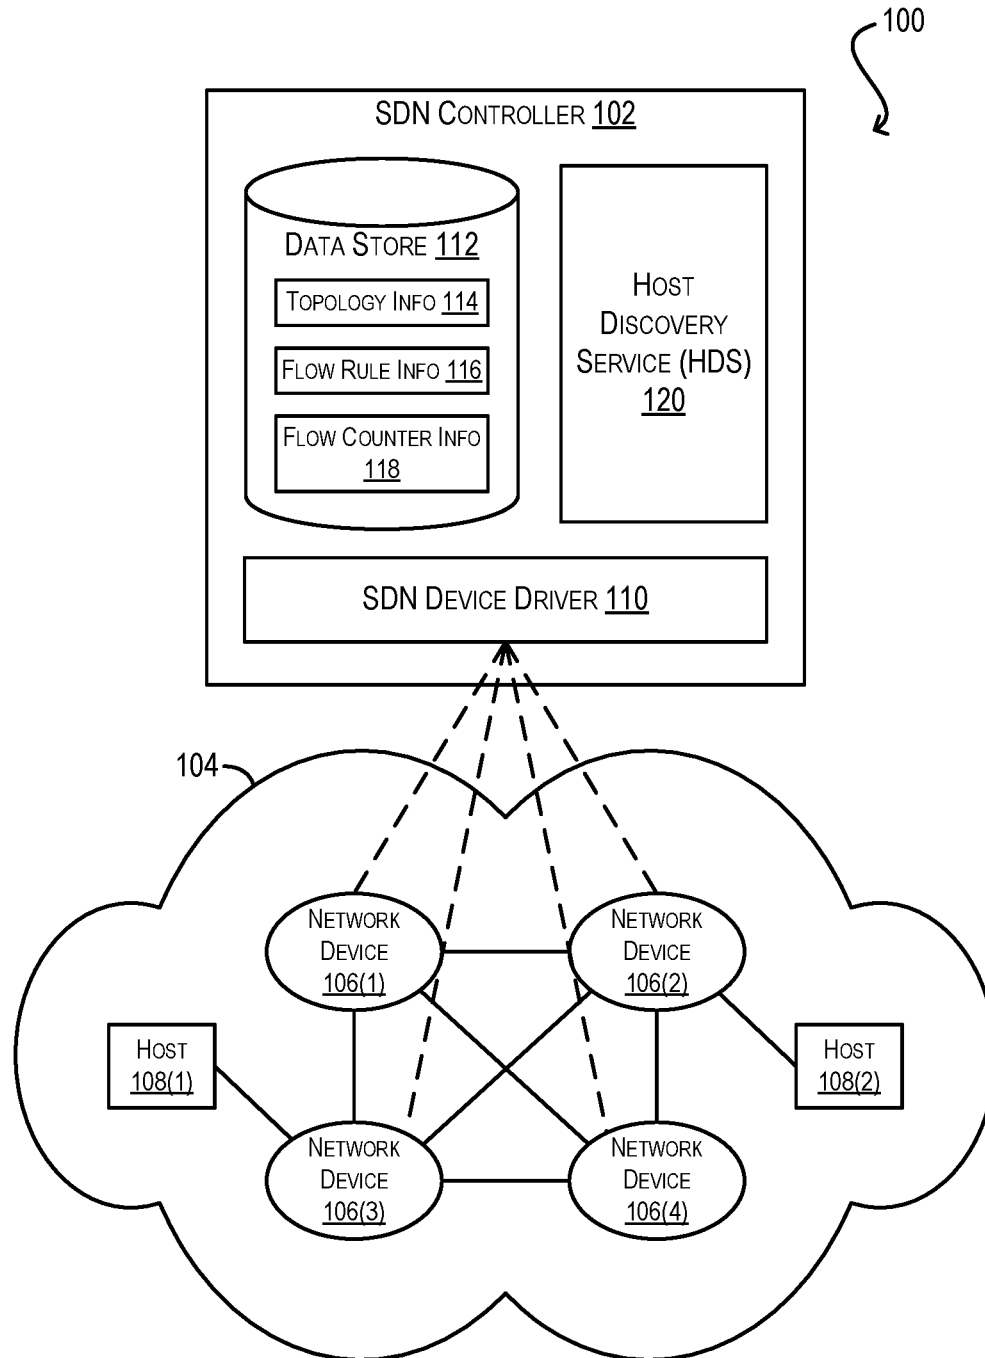 100
SDN CONTROLLER 102
DATA STORE 112
TOPOLOGY INFO 114
FLOW RULE INFO 116
FLOW COUNTER INFO
118
HOST
DISCOVERY
SERVICE (HDS)
120
SDN DEVICE DRIVER 110
104
NETWORK
DEVICE
106(1)
NETWORK
DEVICE
106(2)
HOST
108(1)
HOST
108(2)
NETWORK
DEVICE
106(3)
NETWORK
DEVICE
106(4)